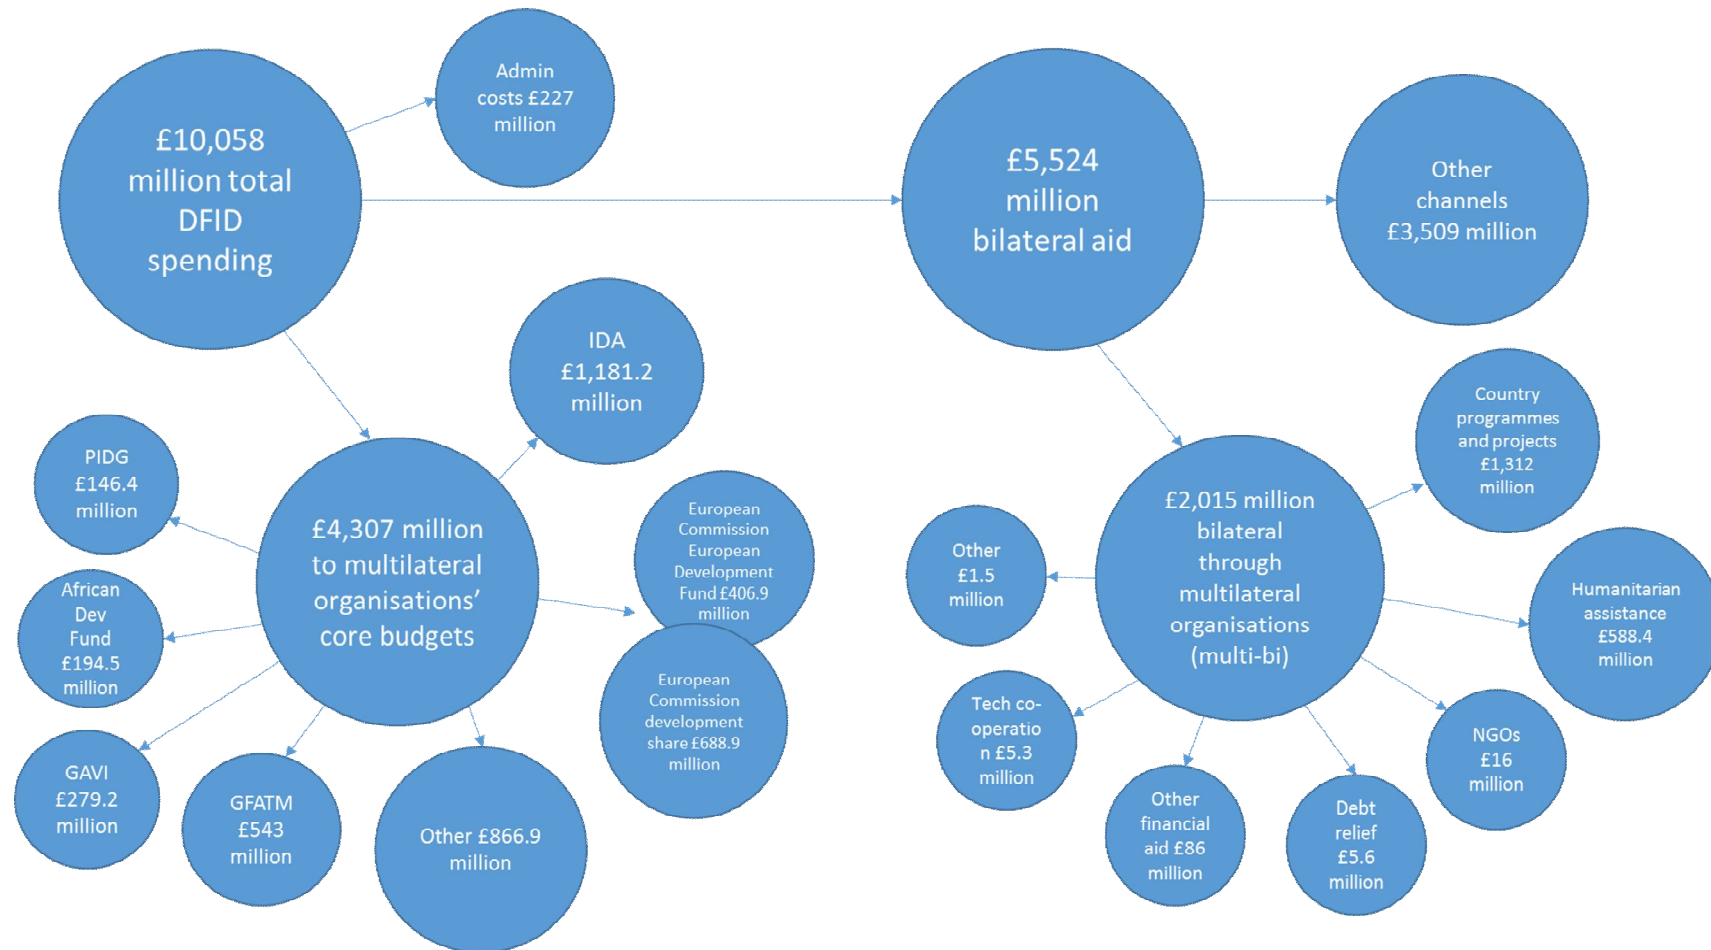 £10,058
million total
DFID
spending
Admin
costs £227
million
£5,524
million
bilateral aid
Other
channels
£3,509 million
IDA
£1,181.2
million
PIDG
£146.4
million
£4,307 million
to multilateral
organisations’
core budgets
European
Commission
European
Development
Fund £406.9
million
European
Commission
development
share £688.9
million
African
Dev
Fund
£194.5
million
GAVI
£279.2
million
GFATM
£543
million
Other £866.9
million
Country
programmes
and projects
£1,312
million
£2,015 million
bilateral
through
multilateral
organisations
(multi-bi)
Other
£1.5
million
Humanitarian
assistance
£588.4
million
Tech co-
operatio
n £5.3
million
Other
financial
aid £86
million
Debt
relief
£5.6
million
NGOs
£16
million